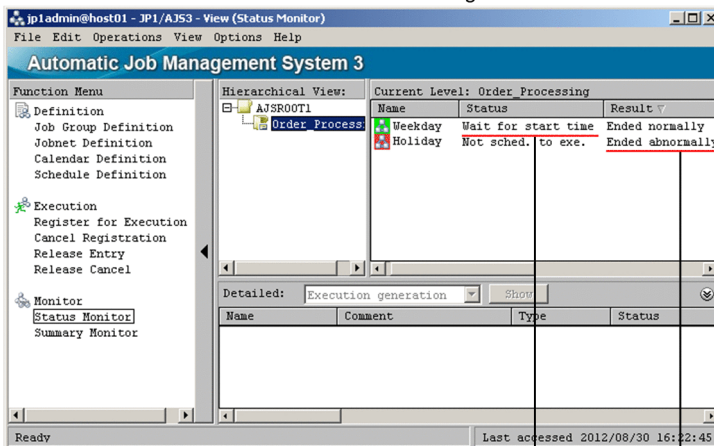 jp1admin@host01 - JP1/AJS3 - View (Status Monitor)
File Edit Operations View Options Help
Automatic Job Management System 3
Function Menu
Definition
Job Group Definition
Jobnet Definition
Calendar Definition
Schedule Definition
Execution
Register for Execution
Cancel Registration
Release Entry
Release Cancel
Monitor
Status Monitor
Summary Monitor
Hierarchical View:
AJSROOT1
Order_Process
Current Level: Order_Processing
Name Status Result
Weekday Wait for start time Ended normally
Holiday Not sched. to exe. Ended abnormally
Detailed: Execution generation Show
Name Comment Type Status
Ready Last accessed 2012/08/30 16:22:45